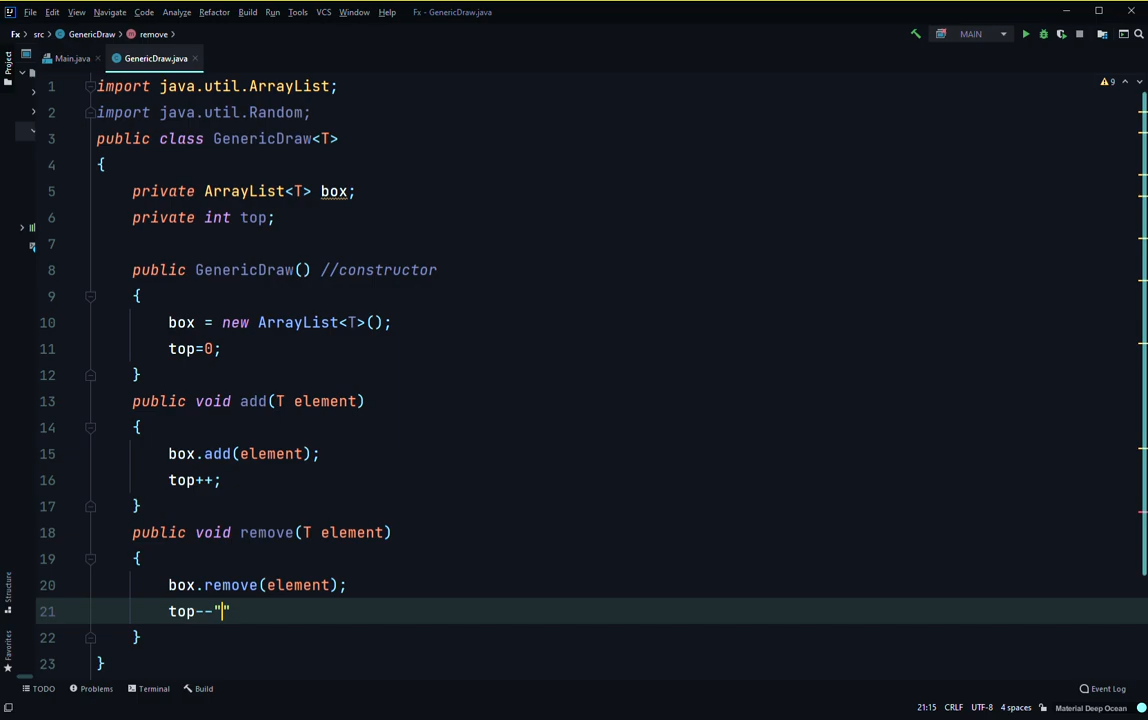 File Edit View Navigate Code Analyze Refactor Build Run Tools VCS Window Help Fx - GenericDraw.java
Fx src GenericDraw remove MAIN
Project Main.java GenericDraw.java
1 import java.util.ArrayList; 9
2 import java.util.Random;
3 public class GenericDraw<T>
4 {
5 private ArrayList<T> box;
6 private int top;
7
8 public GenericDraw() //constructor
9 {
10 box = new ArrayList<T>();
11 top=0;
12 }
13 public void add(T element)
14 {
15 box.add(element);
16 top++;
17 }
18 public void remove(T element)
19 {
20 box.remove(element);
21 top--""
22 }
23 }
Structure
Favorites
TODO Problems Terminal Build Event Log
21:15 CRLF UTF-8 4 spaces Material Deep Ocean